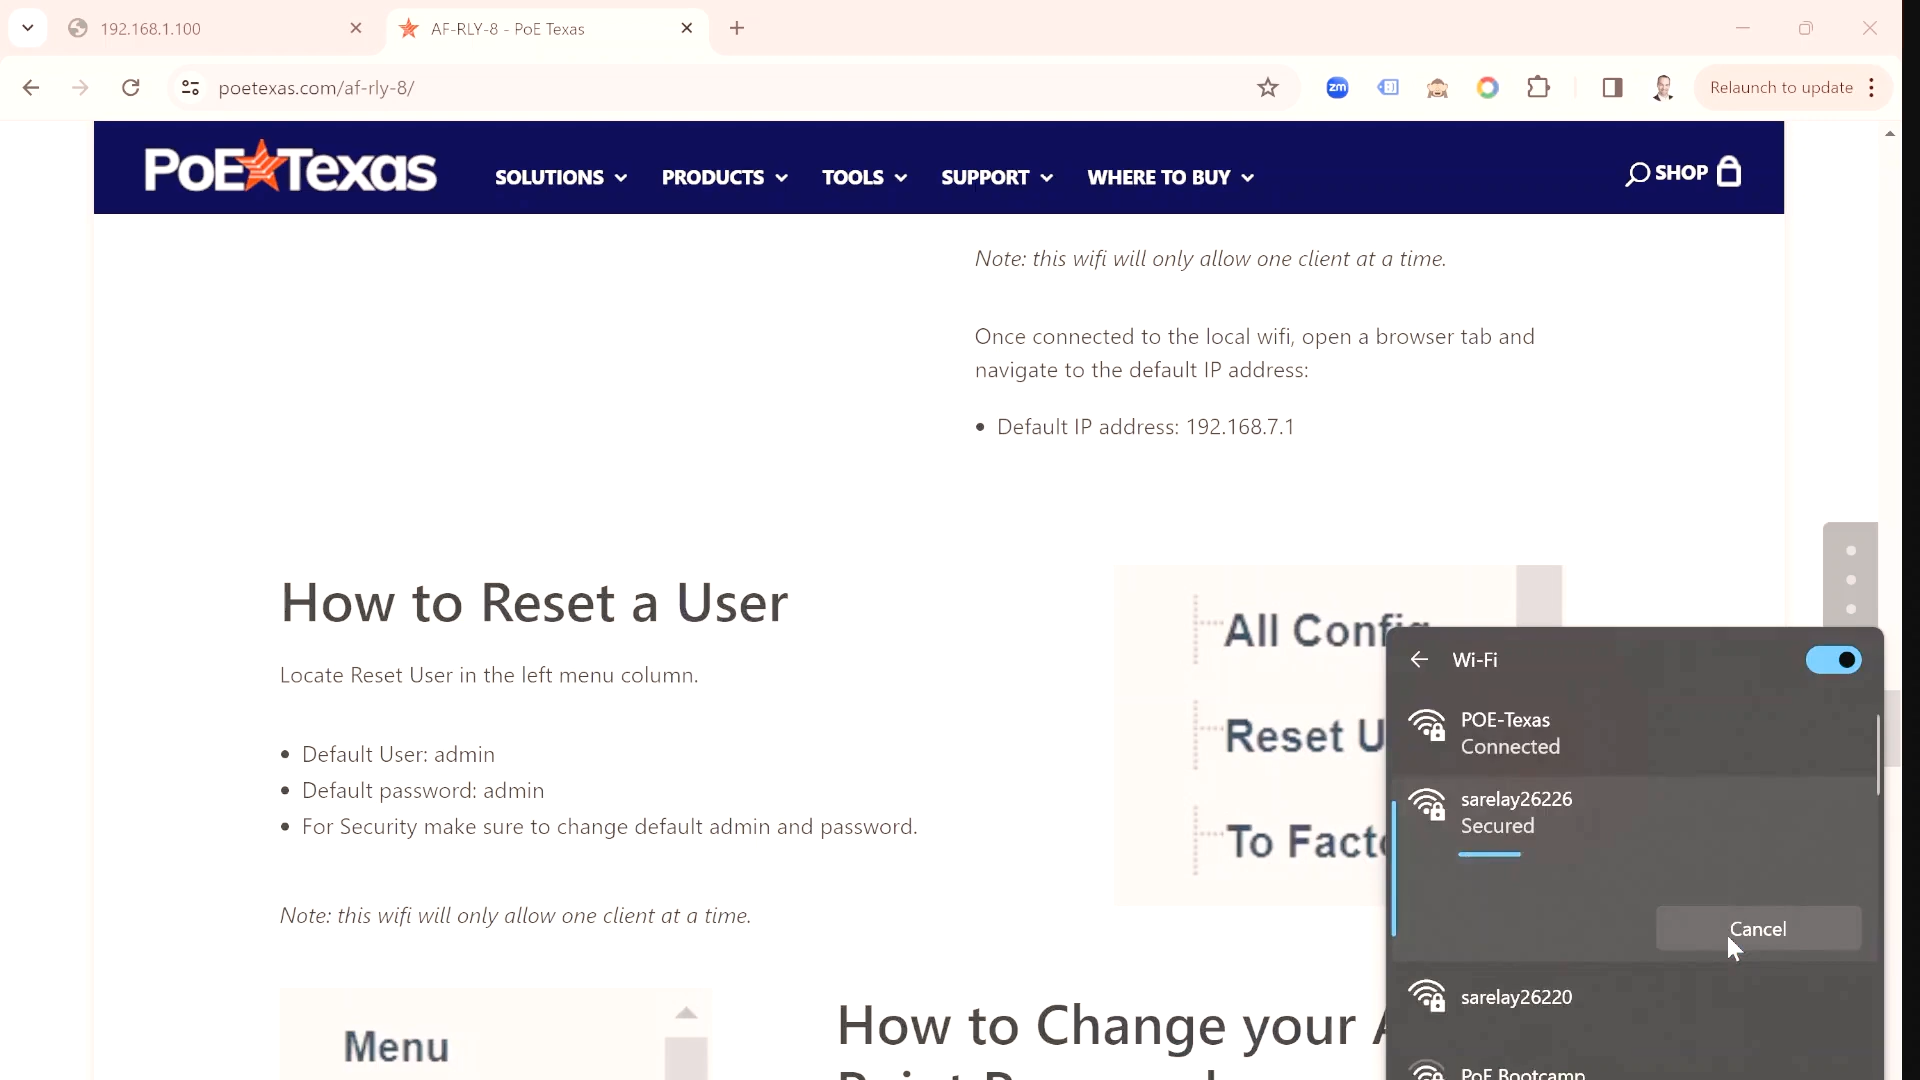 192.168.1.100
AF-RLY-8 - PoE Texas
poetexas.com/af-rly-8/
zm
Relaunch to update
PoE Texas
SOLUTIONS
PRODUCTS
TOOLS
SUPPORT
WHERE TO BUY
SHOP
Note: this wifi will only allow one client at a time.
Once connected to the local wifi, open a browser tab and
navigate to the default IP address:
• Default IP address: 192.168.7.1
How to Reset a User
Locate Reset User in the left menu column.
• Default User: admin
• Default password: admin
• For Security make sure to change default admin and password.
Note: this wifi will only allow one client at a time.
All Config
Reset U
To Facto
Menu
How to Change your A
Wi-Fi
POE-Texas
Connected
sarelay26226
Secured
Cancel
sarelay26220
PoE Bootcamp